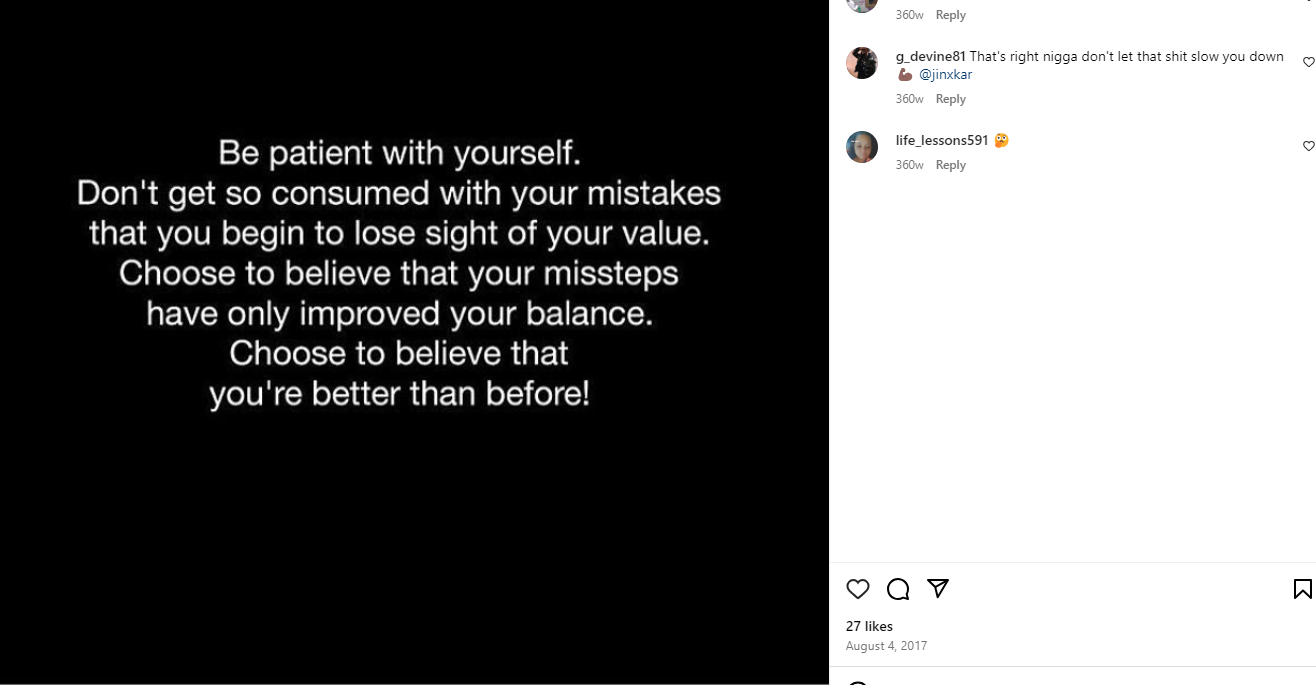 Be patient with yourself.
Don't get so consumed with your mistakes
that you begin to lose sight of your value.
Choose to believe that your missteps
have only improved your balance.
Choose to believe that
you're better than before!
360w Reply
g_devine81 That's right nigga don't let that shit slow you down
💪🏾 @jinxkar
360w Reply
life_lessons591 🤔
360w Reply
27 likes
August 4, 2017